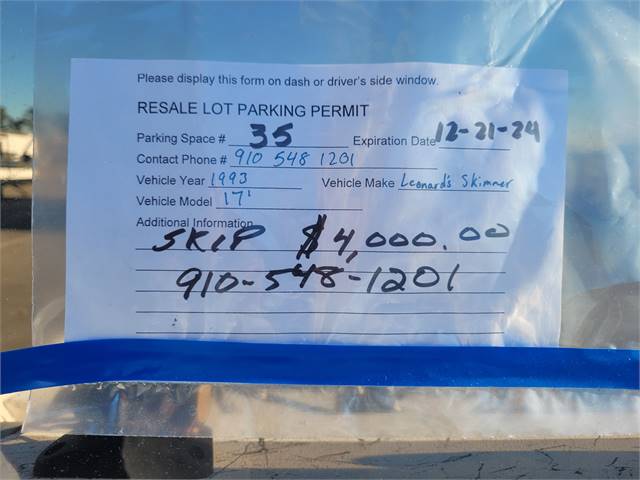 Please display this form on dash or driver's side window.
RESALE LOT PARKING PERMIT
Parking Space # 35 Expiration Date 12-21-24
Contact Phone # 910 548 1201
Vehicle Year 1993 Vehicle Make Leonard's Skimmer
Vehicle Model 17'
Additional Information
SKIP $4,000.00
910-548-1201